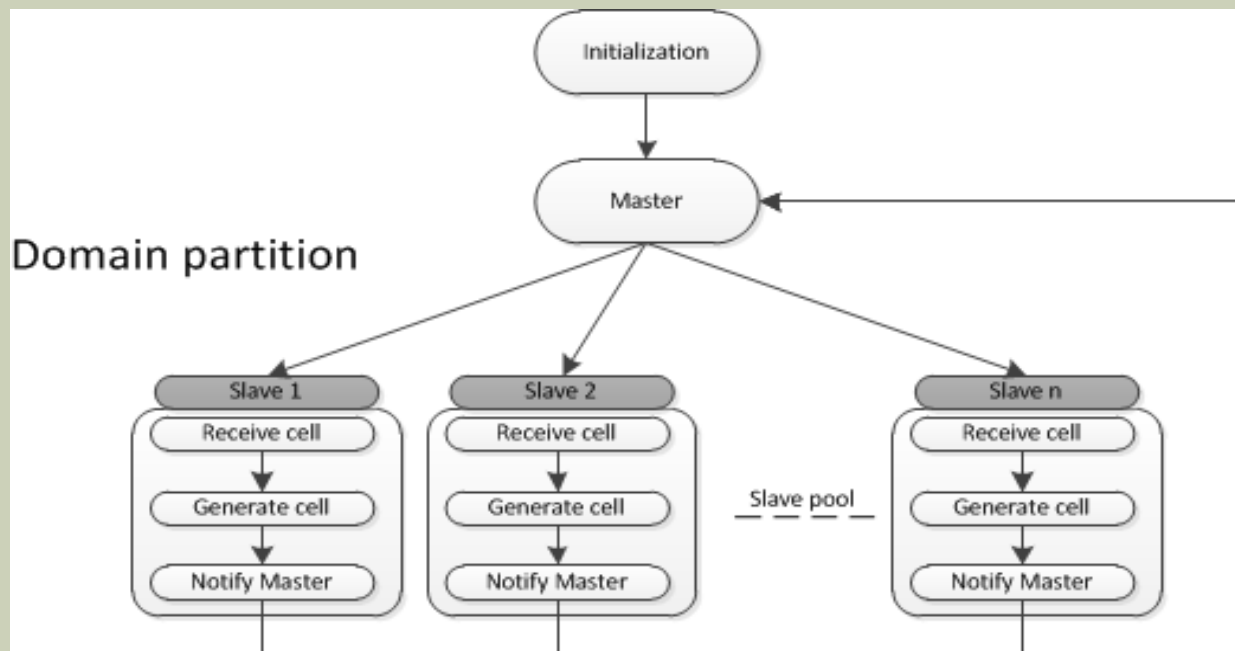 Initialization
Master
Domain partition
Slave 1
Slave 2
Slave n
Receive cell
Receive cell
Receive cell
Generate cell
Generate cell
Slave pool
Generate cell
Notify Master
Notify Master
Notify Master